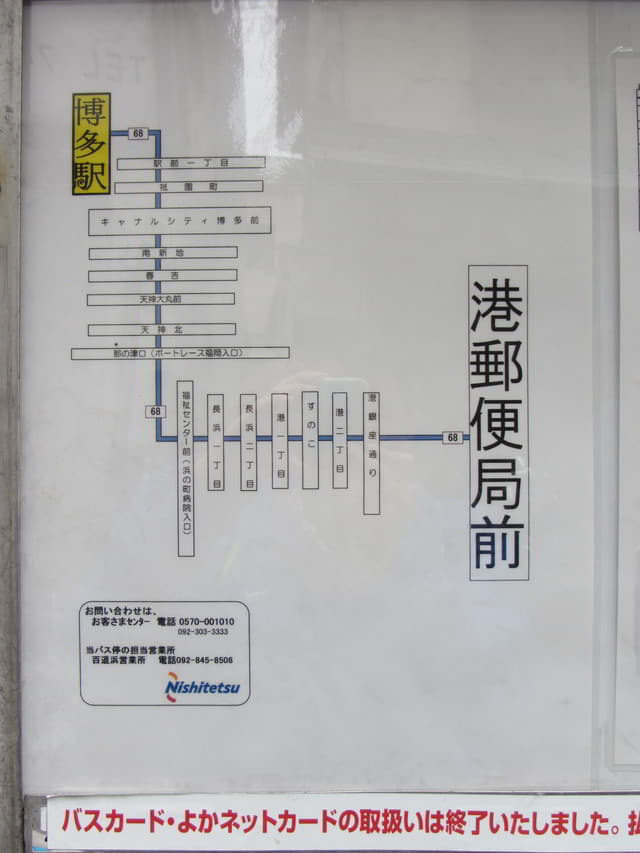 博多駅
68
駅前一丁目
祇園町
キャナルシティ博多前
南新地
春吉
天神大丸前
天神北
那の津口(ボートレース福岡入口)
68
福祉センター前(浜の町病院入口)
長浜一丁目
長浜二丁目
港一丁目
すのこ
港二丁目
港銀座通り
68
港郵便局前
お問い合わせは、
お客さまセンター 電話 0570-001010
092-303-3333
当バス停の担当営業所
百道浜営業所 電話092-845-8506
Nishitetsu
バスカード・よかネットカードの取扱いは終了いたしました。払